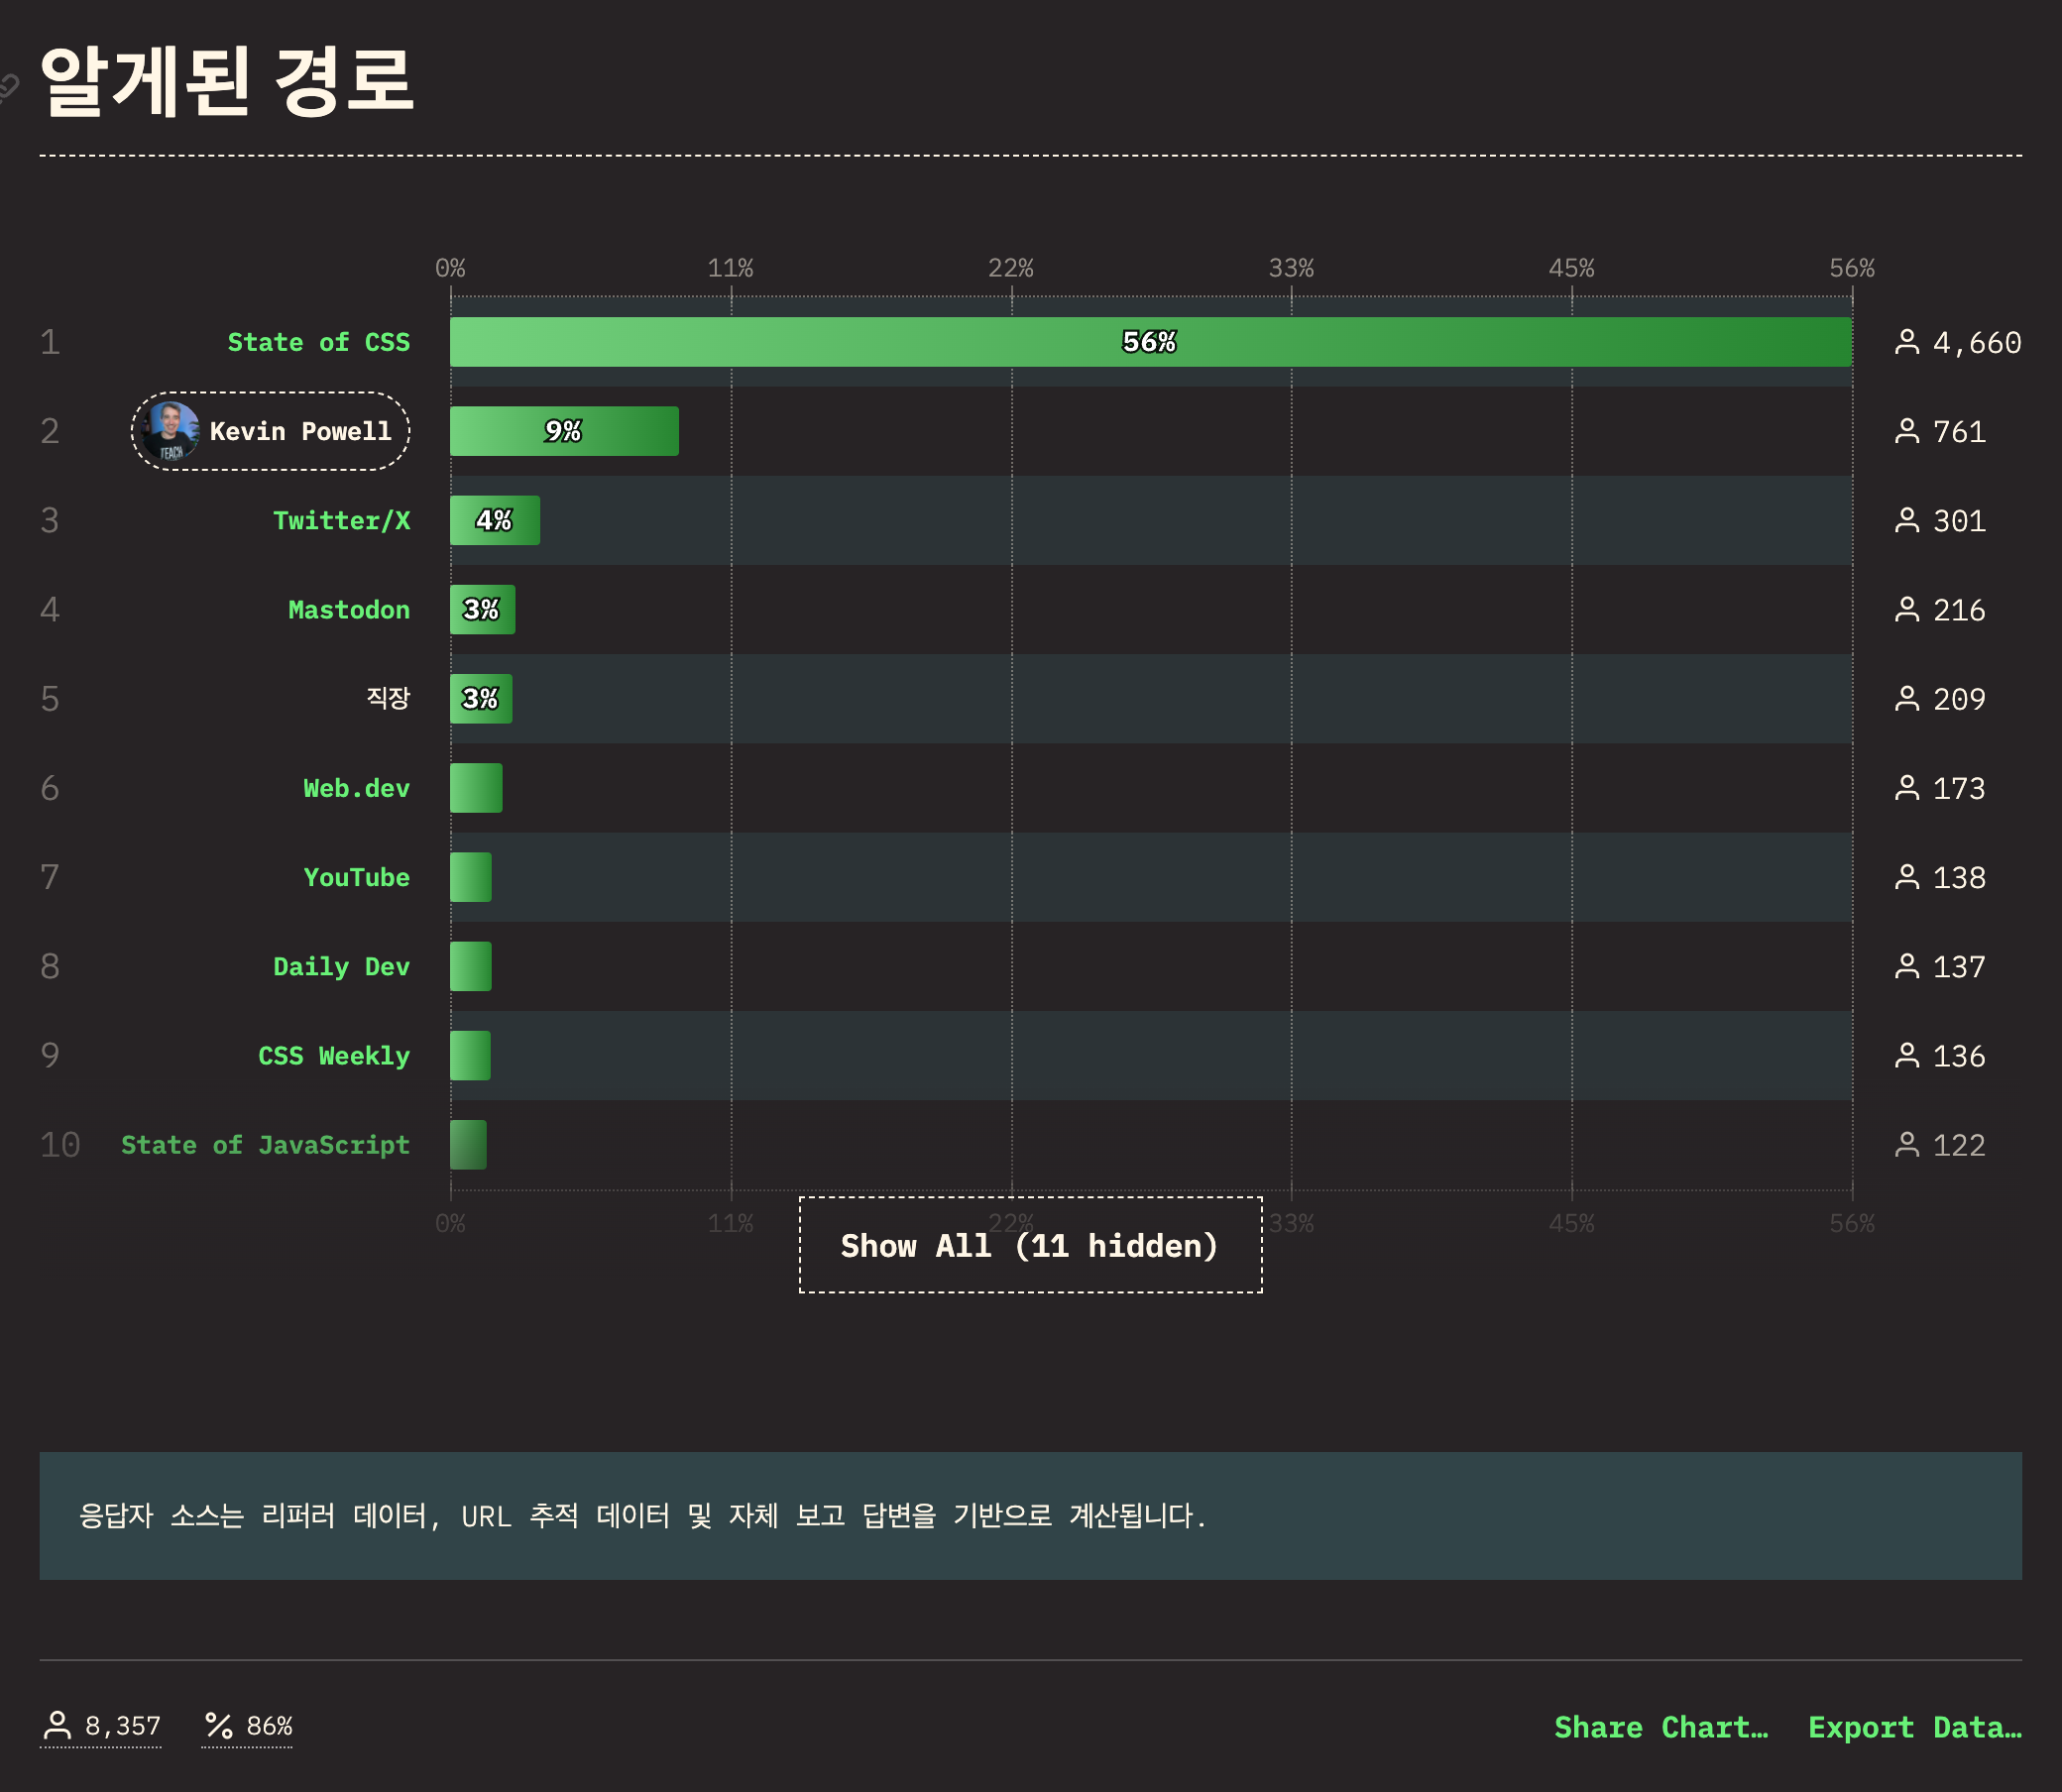 알게된 경로
0% 11% 22% 33% 45% 56%
1 State of CSS 56% 4,660
2 Kevin Powell 9% 761
3 Twitter/X 4% 301
4 Mastodon 3% 216
5 직장 3% 209
6 Web.dev 173
7 YouTube 138
8 Daily Dev 137
9 CSS Weekly 136
10 State of JavaScript 122
0% 11% 22% 33% 45% 56%
Show All (11 hidden)
응답자 소스는 리퍼러 데이터, URL 추적 데이터 및 자체 보고 답변을 기반으로 계산됩니다.
8,357 % 86% Share Chart… Export Data…